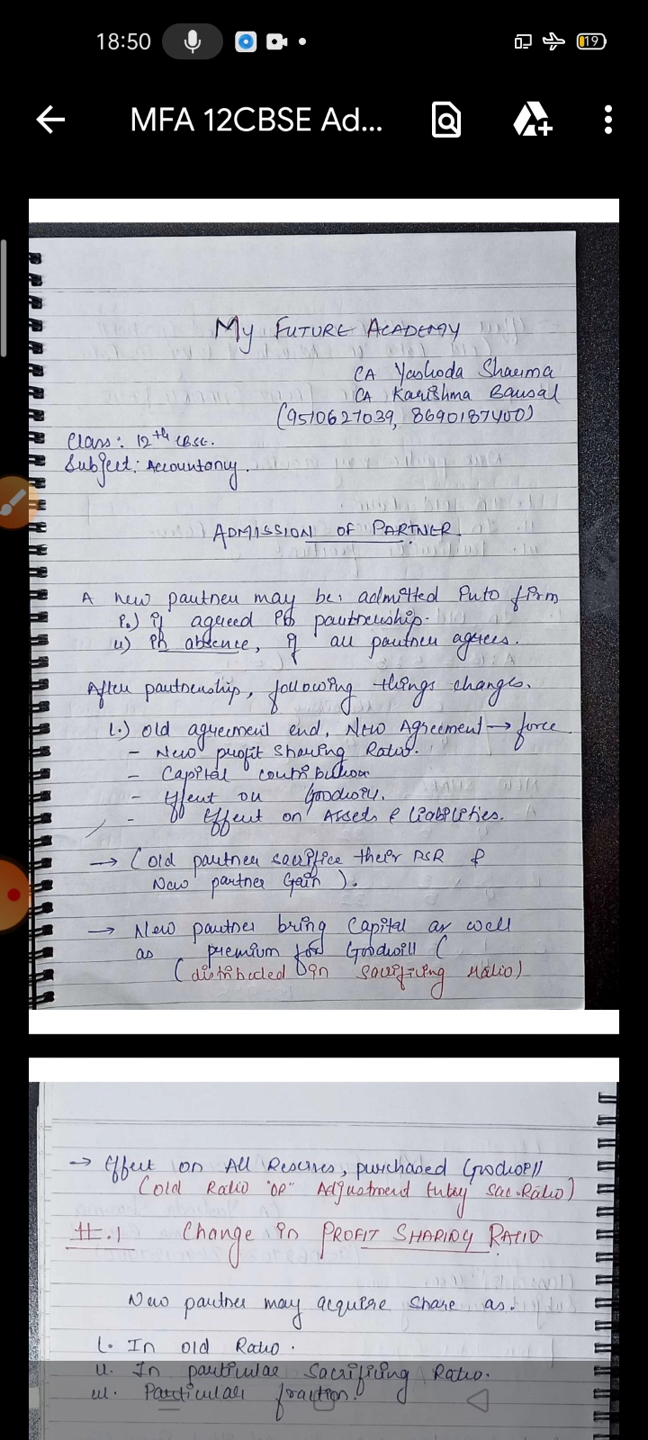 18:50
19
MFA 12CBSE Ad...
My FUTURE ACADEMY
CA Yashoda Sharma
CA Karishma Bansal
(9510627039, 8690187400)
Class: 12th CBSE.
Subject: Accountancy.
ADMISSION OF PARTNER.
A new partner may be admitted into firm
i.) if agreed in partnership.
ii) in absence, if all partner agrees.
After partnership, following things changes.
i.) Old agreement end, New Agreement → force
- New profit Sharing Ratio.
- Capital contribution
- Effect on Goodwill.
- Effect on Assets & Liabilities.
→ (Old partner sacrifice their PSR &
New partner Gain).
→ New partner bring Capital as well
as premium for Goodwill (
(distributed in sacrificing ratio)
→ Effect on All Reserves, purchased Goodwill
(Old Ratio "OR" Adjustment Entry Sac. Ratio)
#.1 Change in PROFIT SHARING RATIO
New partner may acquire share as.
i. In old Ratio.
ii. In particular Sacrificing Ratio.
iii. Particular fraction.